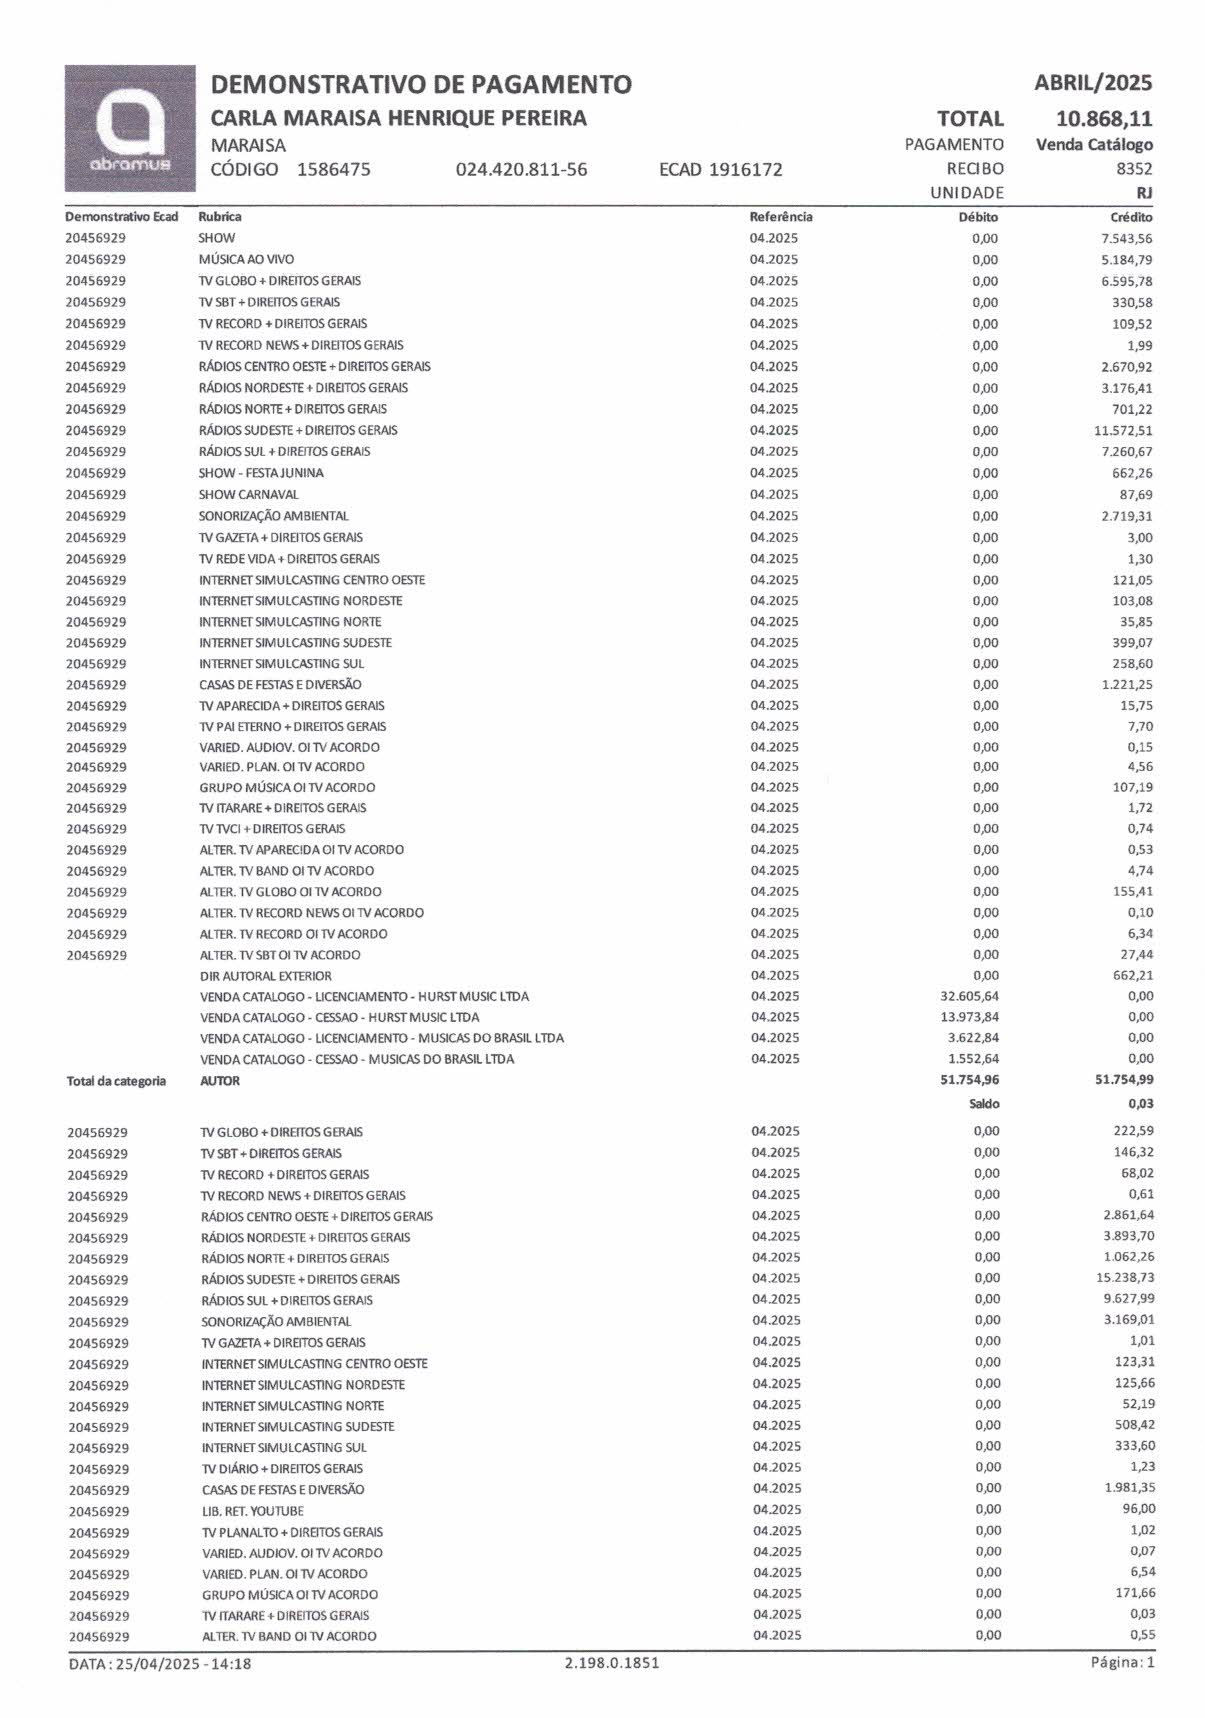 abramus
DEMONSTRATIVO DE PAGAMENTO ABRIL/2025
CARLA MARAISA HENRIQUE PEREIRA TOTAL 10.868,11
MARAISA PAGAMENTO Venda Catálogo
CÓDIGO 1586475 024.420.811-56 ECAD 1916172 RECIBO 8352
UNIDADE RJ
Demonstrativo Ecad Rubrica Referência Débito Crédito
20456929 SHOW 04.2025 0,00 7.543,56
20456929 MÚSICA AO VIVO 04.2025 0,00 5.184,79
20456929 TV GLOBO + DIREITOS GERAIS 04.2025 0,00 6.595,78
20456929 TV SBT + DIREITOS GERAIS 04.2025 0,00 330,58
20456929 TV RECORD + DIREITOS GERAIS 04.2025 0,00 109,52
20456929 TV RECORD NEWS + DIREITOS GERAIS 04.2025 0,00 1,99
20456929 RÁDIOS CENTRO OESTE + DIREITOS GERAIS 04.2025 0,00 2.670,92
20456929 RÁDIOS NORDESTE + DIREITOS GERAIS 04.2025 0,00 3.176,41
20456929 RÁDIOS NORTE + DIREITOS GERAIS 04.2025 0,00 701,22
20456929 RÁDIOS SUDESTE + DIREITOS GERAIS 04.2025 0,00 11.572,51
20456929 RÁDIOS SUL + DIREITOS GERAIS 04.2025 0,00 7.260,67
20456929 SHOW - FESTA JUNINA 04.2025 0,00 662,26
20456929 SHOW CARNAVAL 04.2025 0,00 87,69
20456929 SONORIZAÇÃO AMBIENTAL 04.2025 0,00 2.719,31
20456929 TV GAZETA + DIREITOS GERAIS 04.2025 0,00 3,00
20456929 TV REDE VIDA + DIREITOS GERAIS 04.2025 0,00 1,30
20456929 INTERNET SIMULCASTING CENTRO OESTE 04.2025 0,00 121,05
20456929 INTERNET SIMULCASTING NORDESTE 04.2025 0,00 103,08
20456929 INTERNET SIMULCASTING NORTE 04.2025 0,00 35,85
20456929 INTERNET SIMULCASTING SUDESTE 04.2025 0,00 399,07
20456929 INTERNET SIMULCASTING SUL 04.2025 0,00 258,60
20456929 CASAS DE FESTAS E DIVERSÃO 04.2025 0,00 1.221,25
20456929 TV APARECIDA + DIREITOS GERAIS 04.2025 0,00 15,75
20456929 TV PAI ETERNO + DIREITOS GERAIS 04.2025 0,00 7,70
20456929 VARIED. AUDIOV. OI TV ACORDO 04.2025 0,00 0,15
20456929 VARIED. PLAN. OI TV ACORDO 04.2025 0,00 4,56
20456929 GRUPO MÚSICA OI TV ACORDO 04.2025 0,00 107,19
20456929 TV ITARARE + DIREITOS GERAIS 04.2025 0,00 1,72
20456929 TV TVCI + DIREITOS GERAIS 04.2025 0,00 0,74
20456929 ALTER. TV APARECIDA OI TV ACORDO 04.2025 0,00 0,53
20456929 ALTER. TV BAND OI TV ACORDO 04.2025 0,00 4,74
20456929 ALTER. TV GLOBO OI TV ACORDO 04.2025 0,00 155,41
20456929 ALTER. TV RECORD NEWS OI TV ACORDO 04.2025 0,00 0,10
20456929 ALTER. TV RECORD OI TV ACORDO 04.2025 0,00 6,34
20456929 ALTER. TV SBT OI TV ACORDO 04.2025 0,00 27,44
DIR AUTORAL EXTERIOR 04.2025 0,00 662,21
VENDA CATALOGO - LICENCIAMENTO - HURST MUSIC LTDA 04.2025 32.605,64 0,00
VENDA CATALOGO - CESSAO - HURST MUSIC LTDA 04.2025 13.973,84 0,00
VENDA CATALOGO - LICENCIAMENTO - MUSICAS DO BRASIL LTDA 04.2025 3.622,84 0,00
VENDA CATALOGO - CESSAO - MUSICAS DO BRASIL LTDA 04.2025 1.552,64 0,00
Total da categoria AUTOR 51.754,96 51.754,99
Saldo 0,03
20456929 TV GLOBO + DIREITOS GERAIS 04.2025 0,00 222,59
20456929 TV SBT + DIREITOS GERAIS 04.2025 0,00 146,32
20456929 TV RECORD + DIREITOS GERAIS 04.2025 0,00 68,02
20456929 TV RECORD NEWS + DIREITOS GERAIS 04.2025 0,00 0,61
20456929 RÁDIOS CENTRO OESTE + DIREITOS GERAIS 04.2025 0,00 2.861,64
20456929 RÁDIOS NORDESTE + DIREITOS GERAIS 04.2025 0,00 3.893,70
20456929 RÁDIOS NORTE + DIREITOS GERAIS 04.2025 0,00 1.062,26
20456929 RÁDIOS SUDESTE + DIREITOS GERAIS 04.2025 0,00 15.238,73
20456929 RÁDIOS SUL + DIREITOS GERAIS 04.2025 0,00 9.627,99
20456929 SONORIZAÇÃO AMBIENTAL 04.2025 0,00 3.169,01
20456929 TV GAZETA + DIREITOS GERAIS 04.2025 0,00 1,01
20456929 INTERNET SIMULCASTING CENTRO OESTE 04.2025 0,00 123,31
20456929 INTERNET SIMULCASTING NORDESTE 04.2025 0,00 125,66
20456929 INTERNET SIMULCASTING NORTE 04.2025 0,00 52,19
20456929 INTERNET SIMULCASTING SUDESTE 04.2025 0,00 508,42
20456929 INTERNET SIMULCASTING SUL 04.2025 0,00 333,60
20456929 TV DIÁRIO + DIREITOS GERAIS 04.2025 0,00 1,23
20456929 CASAS DE FESTAS E DIVERSÃO 04.2025 0,00 1.981,35
20456929 LIB. RET. YOUTUBE 04.2025 0,00 96,00
20456929 TV PLANALTO + DIREITOS GERAIS 04.2025 0,00 1,02
20456929 VARIED. AUDIOV. OI TV ACORDO 04.2025 0,00 0,07
20456929 VARIED. PLAN. OI TV ACORDO 04.2025 0,00 6,54
20456929 GRUPO MÚSICA OI TV ACORDO 04.2025 0,00 171,66
20456929 TV ITARARE + DIREITOS GERAIS 04.2025 0,00 0,03
20456929 ALTER. TV BAND OI TV ACORDO 04.2025 0,00 0,55
DATA : 25/04/2025 - 14:18 2.198.0.1851 Página: 1